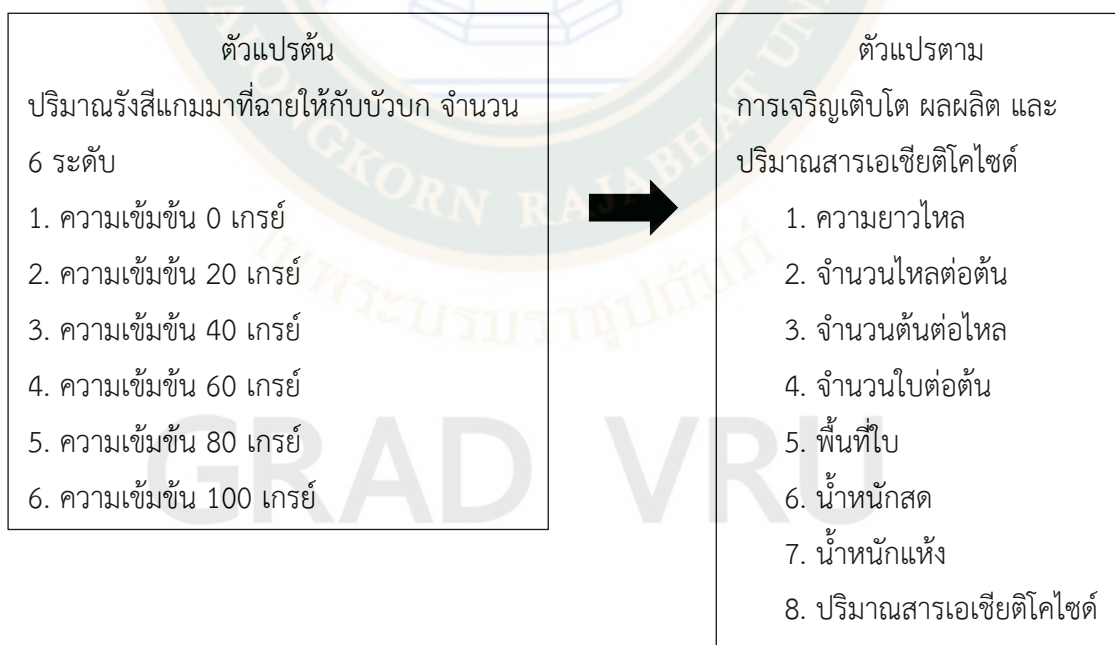 ตัวแปรต้น
ปริมาณรังสีแกมมาที่ฉายให้กับบัวบก จำนวน
6 ระดับ
1. ความเข้มข้น 0 เกรย์
2. ความเข้มข้น 20 เกรย์
3. ความเข้มข้น 40 เกรย์
4. ความเข้มข้น 60 เกรย์
5. ความเข้มข้น 80 เกรย์
6. ความเข้มข้น 100 เกรย์
ตัวแปรตาม
การเจริญเติบโต ผลผลิต และ
ปริมาณสารเอเชียติโคไซด์
1. ความยาวไหล
2. จำนวนไหลต่อต้น
3. จำนวนต้นต่อไหล
4. จำนวนใบต่อต้น
5. พื้นที่ใบ
6. น้ำหนักสด
7. น้ำหนักแห้ง
8. ปริมาณสารเอเชียติโคไซด์
GRAD VRU